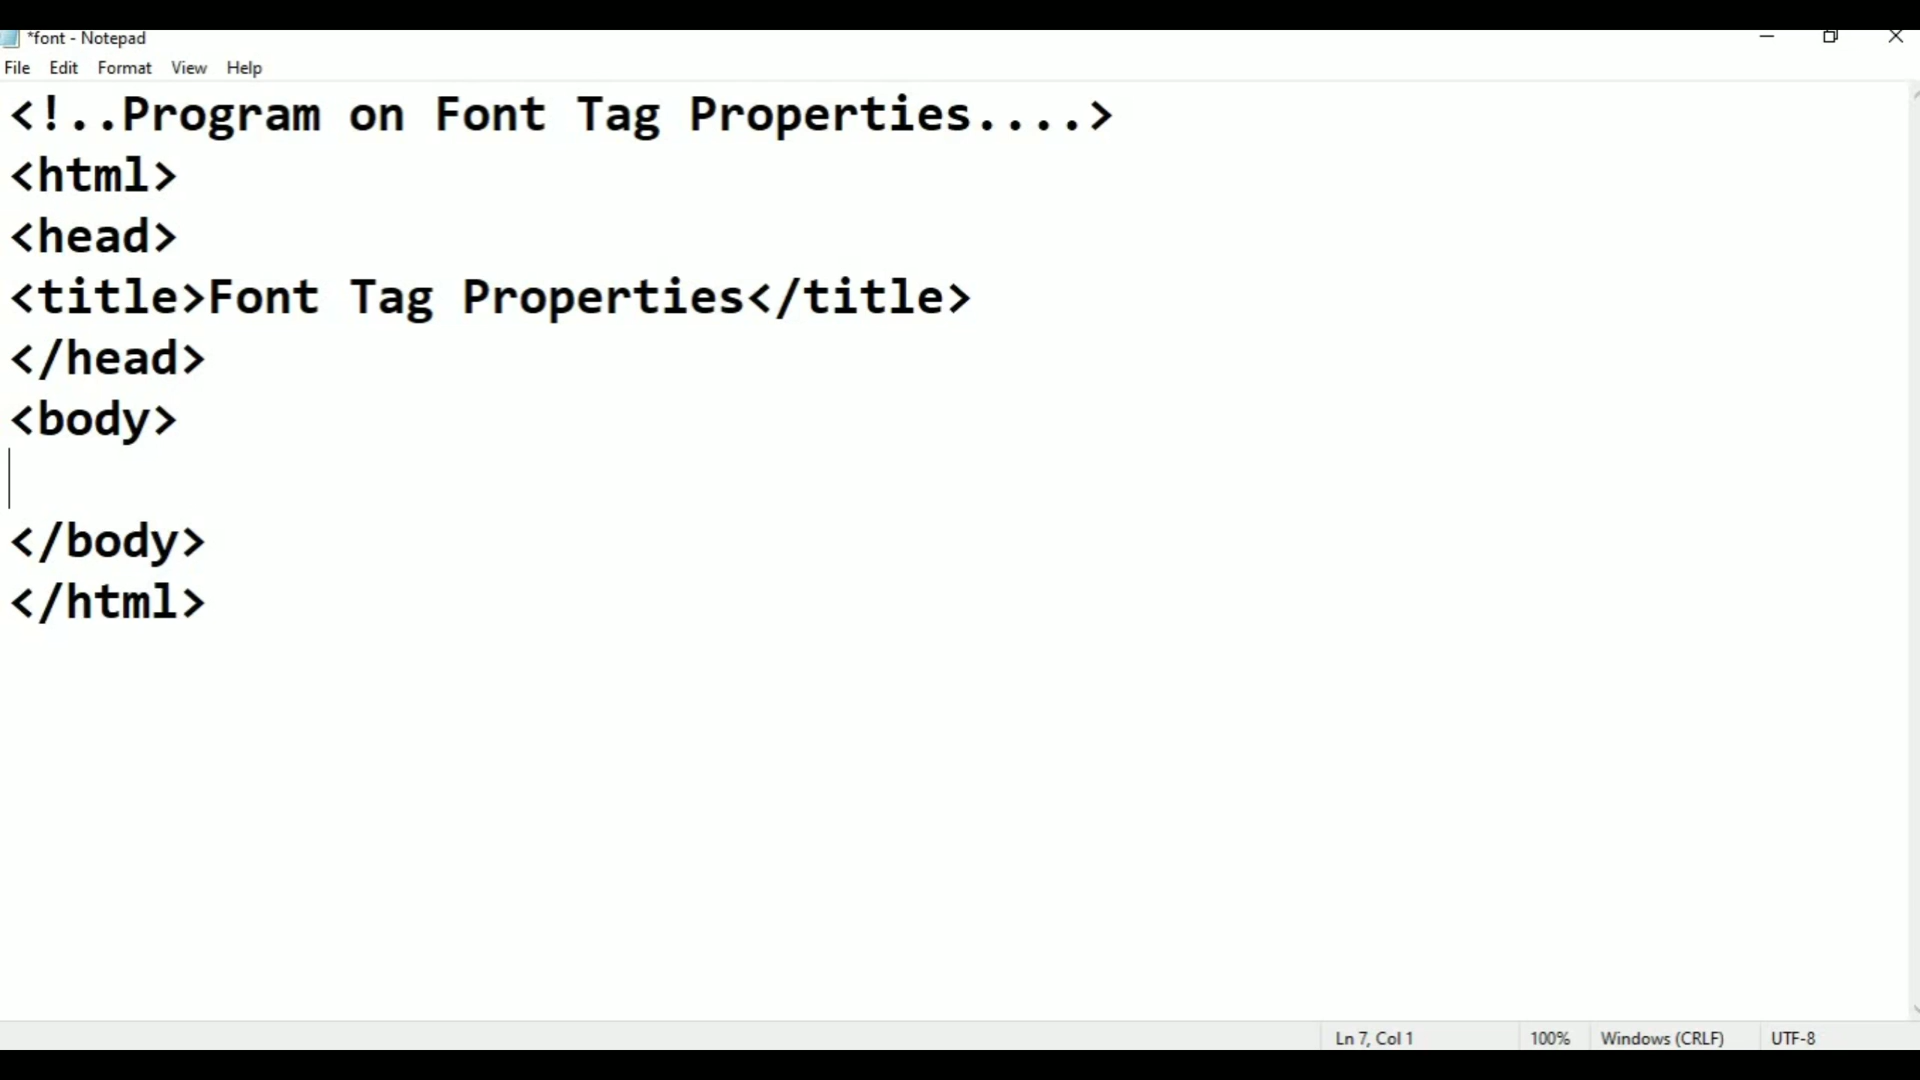 *font - Notepad
File Edit Format View Help
<!..Program on Font Tag Properties....>
<html>
<head>
<title>Font Tag Properties</title>
</head>
<body>
</body>
</html>
Ln 7, Col 1 100% Windows (CRLF) UTF-8